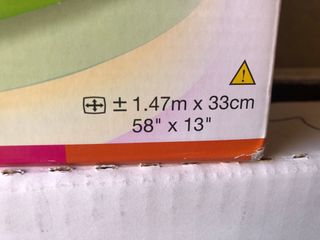 ± 1.47m x 33cm
58" x 13"